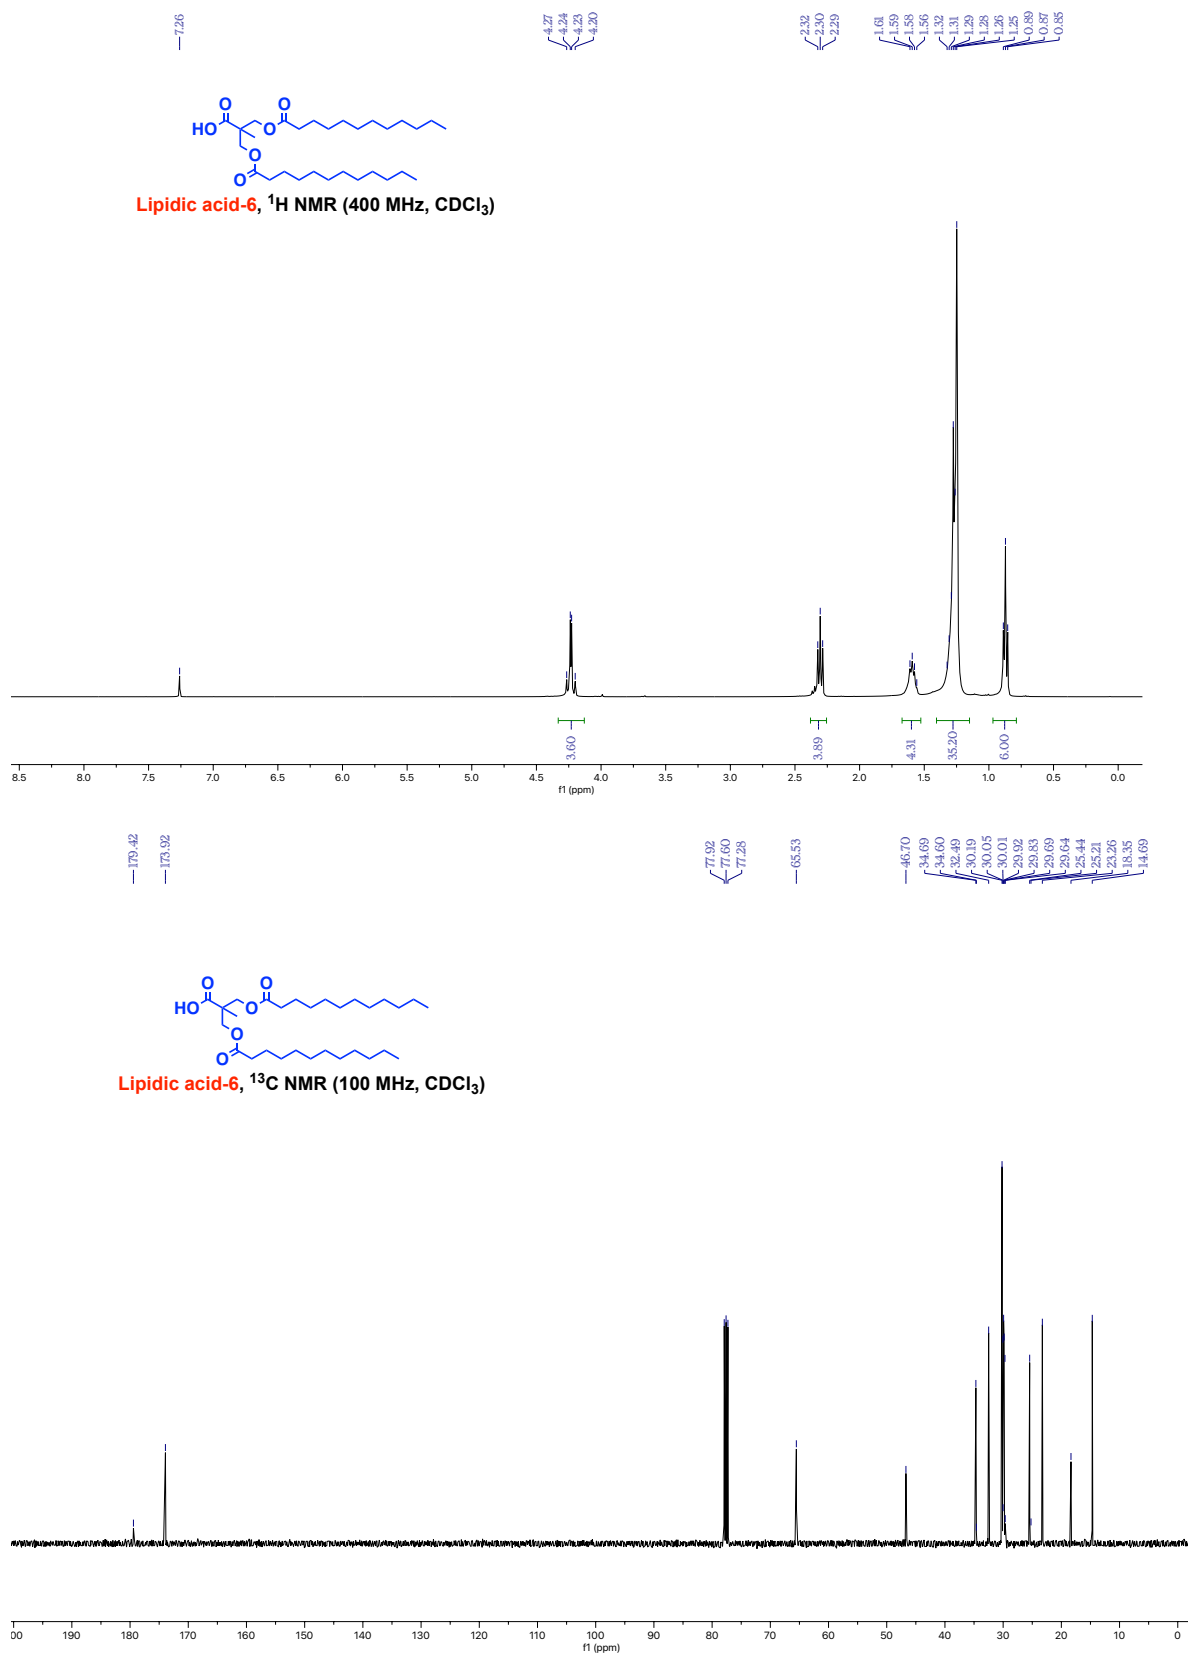 7.26
4.27
4.24
4.23
4.20
2.32
2.30
2.29
1.61
1.59
1.58
1.56
1.32
1.31
1.29
1.28
1.26
1.25
0.89
0.87
0.85
O
HO
O
O
O
O
Lipidic acid-6, ¹H NMR (400 MHz, CDCl₃)
3.60
3.89
4.31
35.20
6.00
8.5 8.0 7.5 7.0 6.5 6.0 5.5 5.0 4.5 4.0 3.5 3.0 2.5 2.0 1.5 1.0 0.5 0.0
f1 (ppm)
179.42
173.92
77.92
77.60
77.28
65.53
46.70
34.69
34.60
32.49
30.19
30.05
30.01
29.92
29.83
29.69
29.64
25.44
25.21
23.26
18.35
14.69
O
HO
O
O
O
O
Lipidic acid-6, ¹³C NMR (100 MHz, CDCl₃)
00 190 180 170 160 150 140 130 120 110 100 90 80 70 60 50 40 30 20 10 0
f1 (ppm)